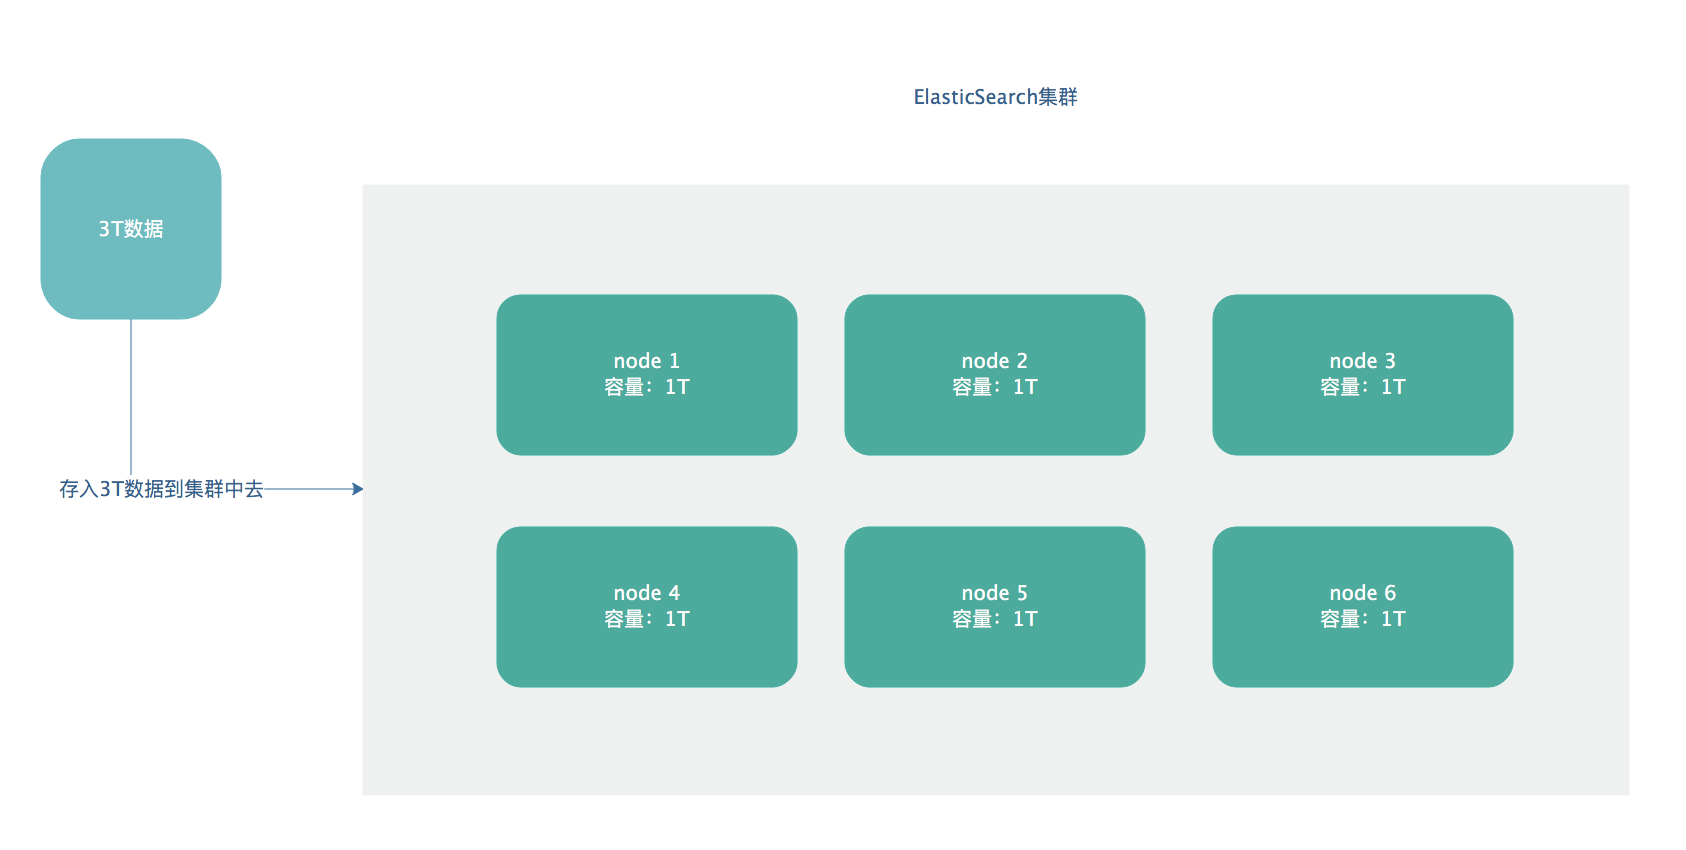 ElasticSearch集群
3T数据
存入3T数据到集群中去
node 1
容量：1T
node 2
容量：1T
node 3
容量：1T
node 4
容量：1T
node 5
容量：1T
node 6
容量：1T